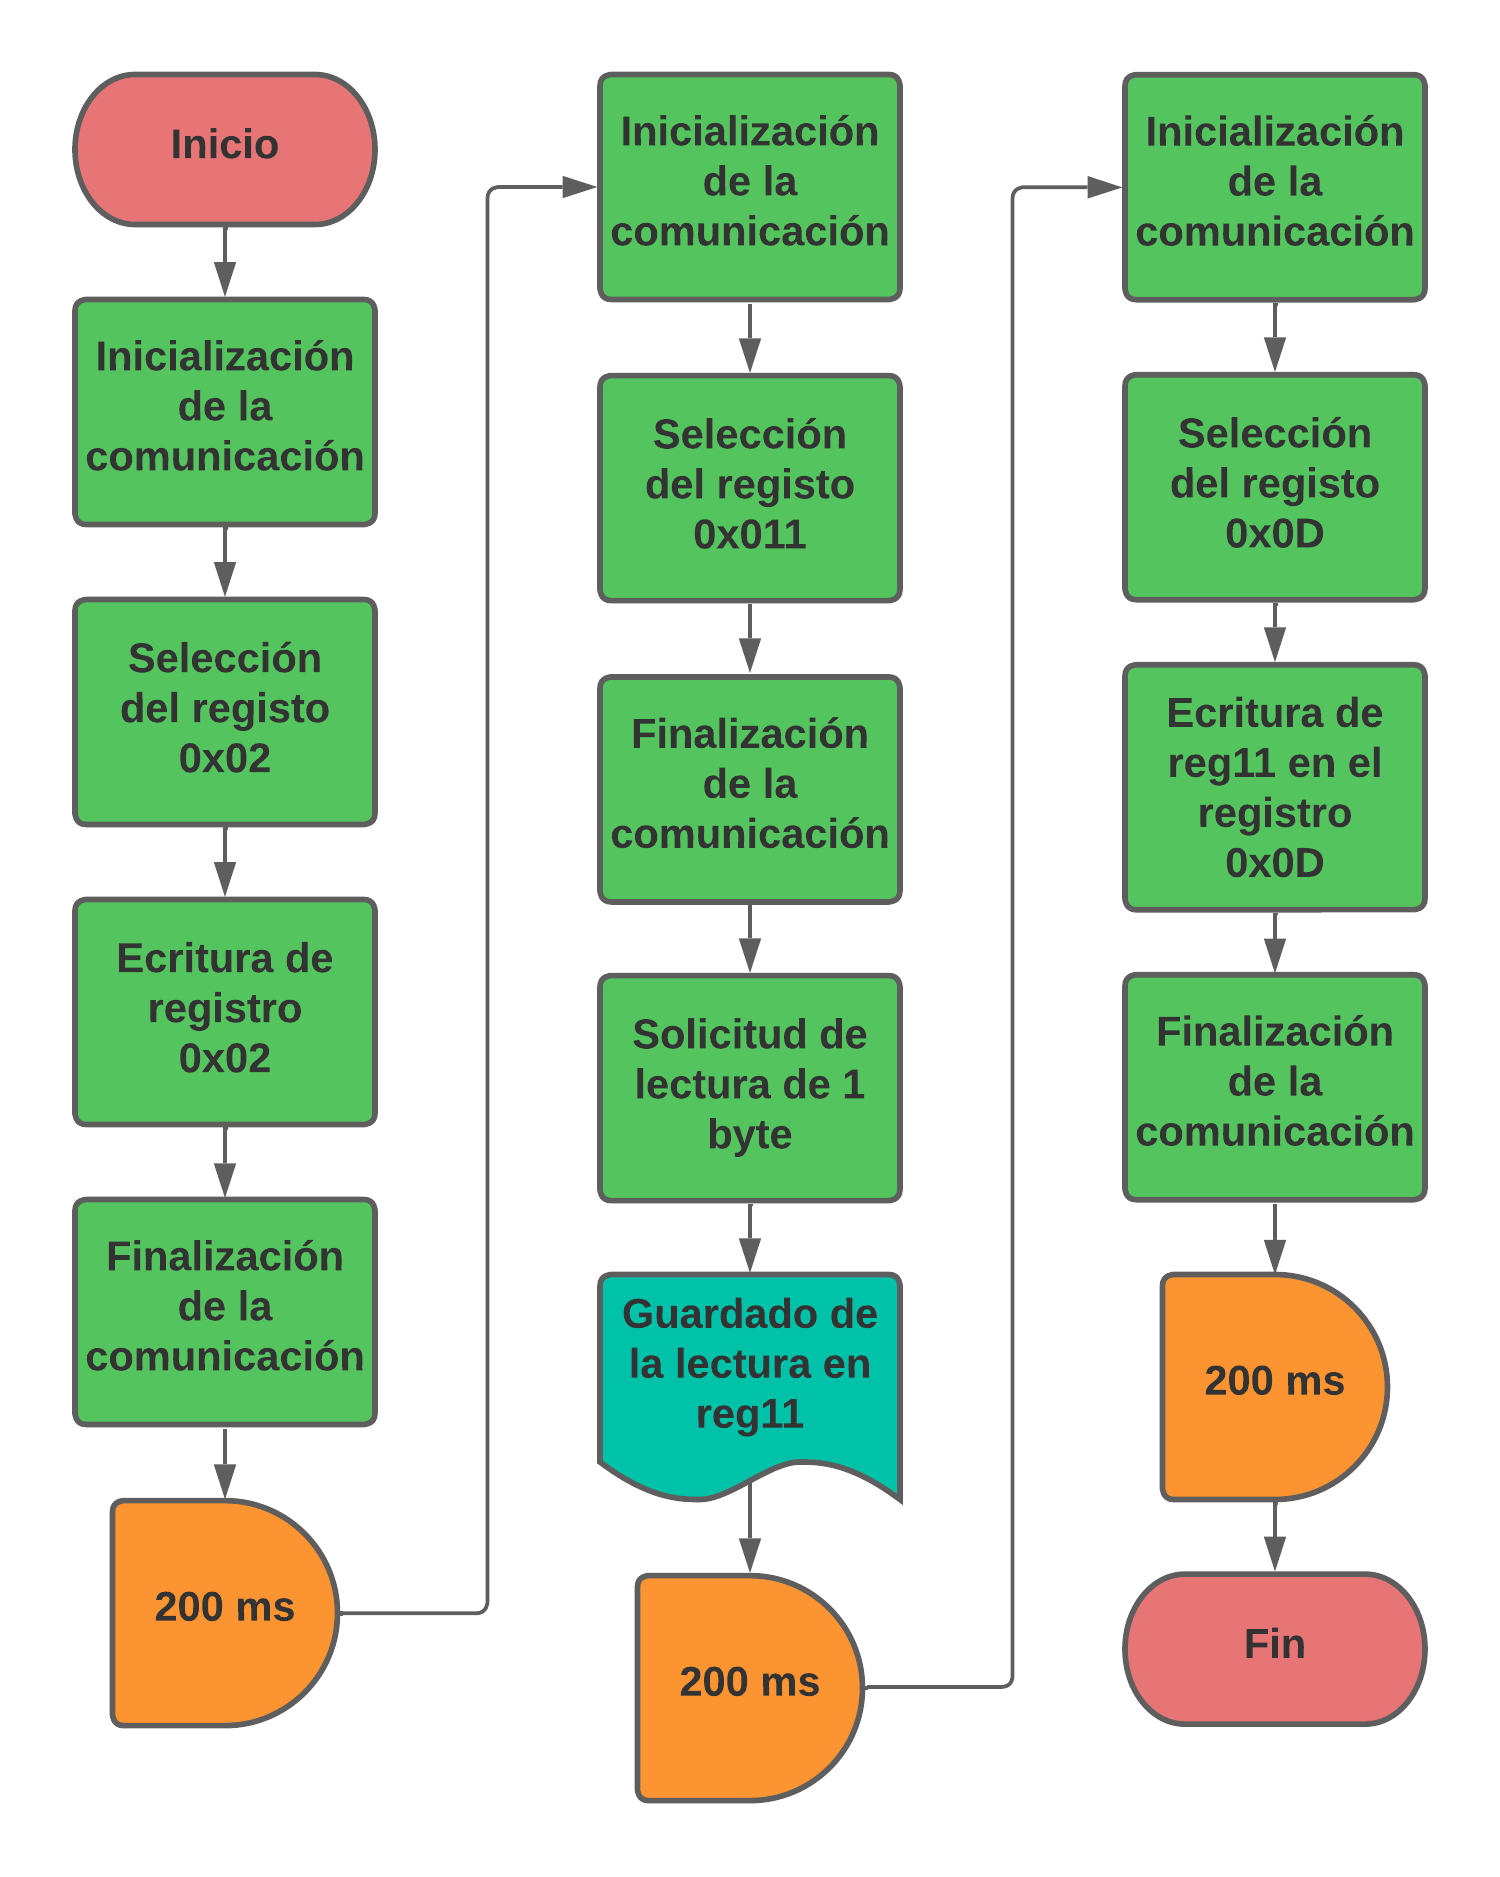 Inicio
Inicialización
de la
comunicación
Selección
del registo
0x02
Ecritura de
registro
0x02
Finalización
de la
comunicación
200 ms
Inicialización
de la
comunicación
Selección
del registo
0x011
Finalización
de la
comunicación
Solicitud de
lectura de 1
byte
Guardado de
la lectura en
reg11
200 ms
Inicialización
de la
comunicación
Selección
del registo
0x0D
Ecritura de
reg11 en el
registro
0x0D
Finalización
de la
comunicación
200 ms
Fin